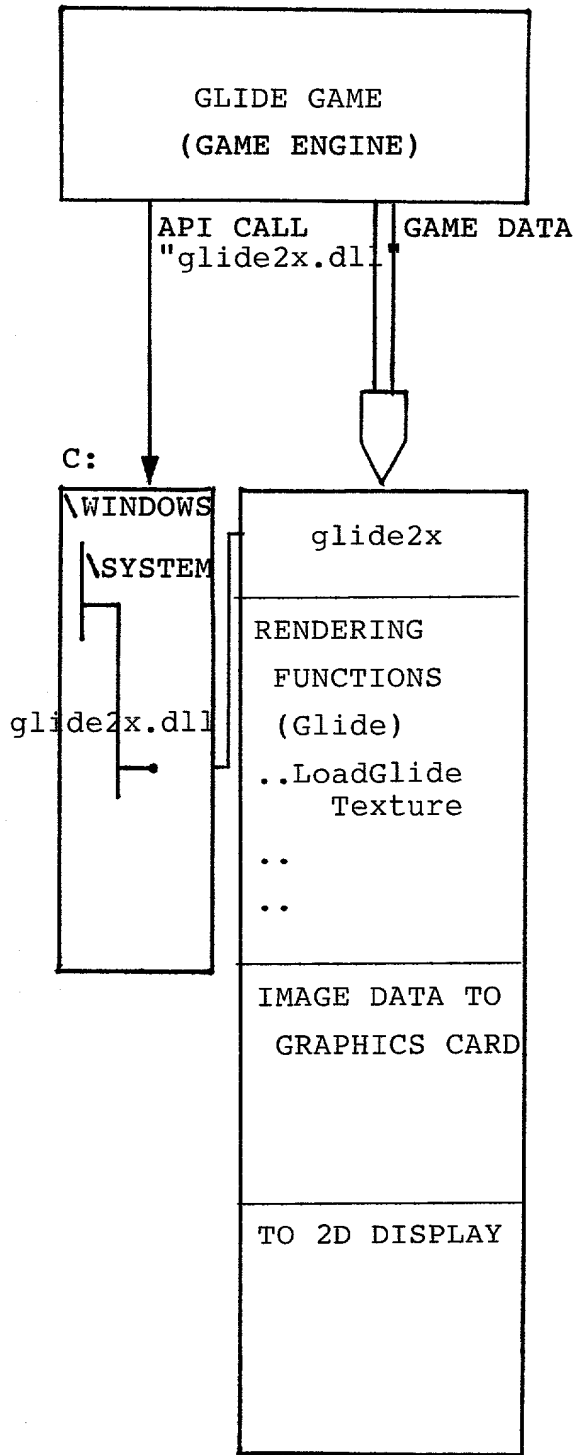 GLIDE GAME
(GAME ENGINE)
API CALL
"glide2x.dll"
GAME DATA
C:
\WINDOWS
\SYSTEM
glide2x.dll
glide2x
RENDERING
FUNCTIONS
(Glide)
..LoadGlide
Texture
..
..
IMAGE DATA TO
GRAPHICS CARD
TO 2D DISPLAY